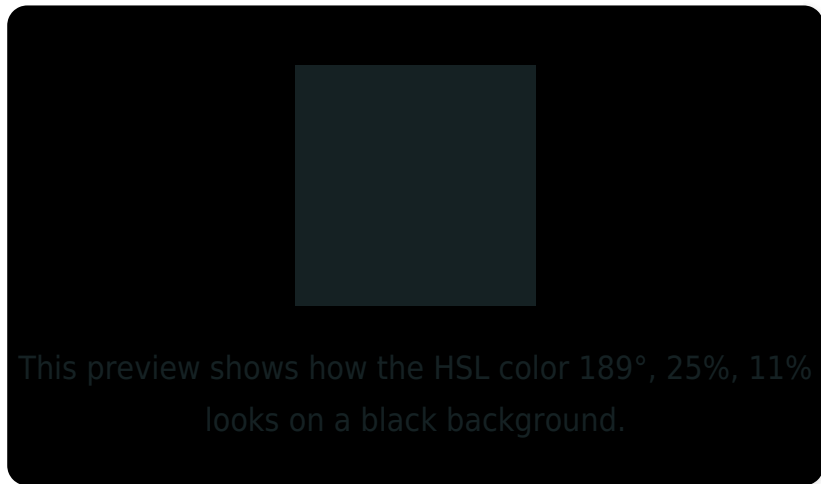 This preview shows how the HSL color 189°, 25%, 11%
looks on a black background.